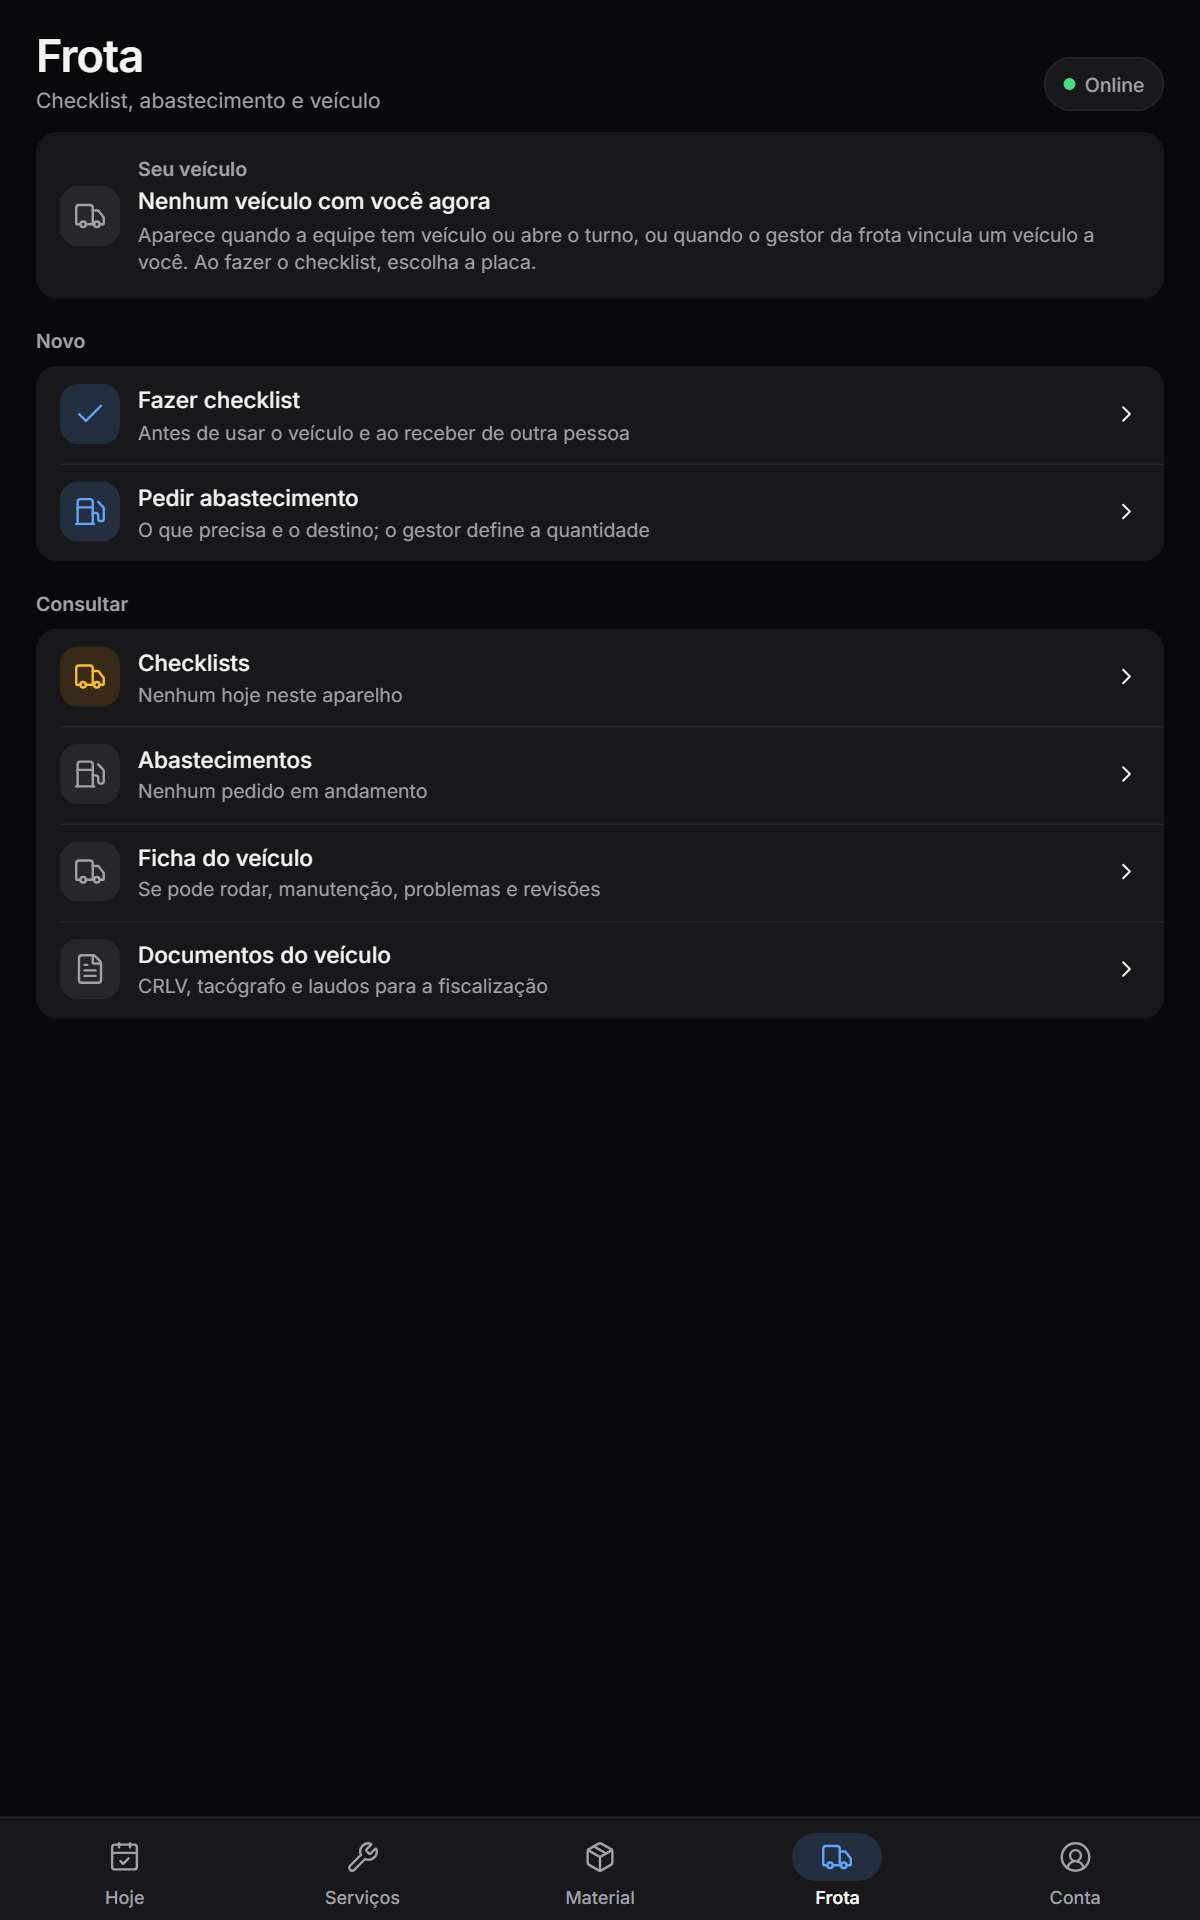 Frota
Checklist, abastecimento e veículo
Online
Seu veículo
Nenhum veículo com você agora
Aparece quando a equipe tem veículo ou abre o turno, ou quando o gestor da frota vincula um veículo a
você. Ao fazer o checklist, escolha a placa.
Novo
Fazer checklist
Antes de usar o veículo e ao receber de outra pessoa
Pedir abastecimento
O que precisa e o destino; o gestor define a quantidade
Consultar
Checklists
Nenhum hoje neste aparelho
Abastecimentos
Nenhum pedido em andamento
Ficha do veículo
Se pode rodar, manutenção, problemas e revisões
Documentos do veículo
CRLV, tacógrafo e laudos para a fiscalização
Hoje
Serviços
Material
Frota
Conta